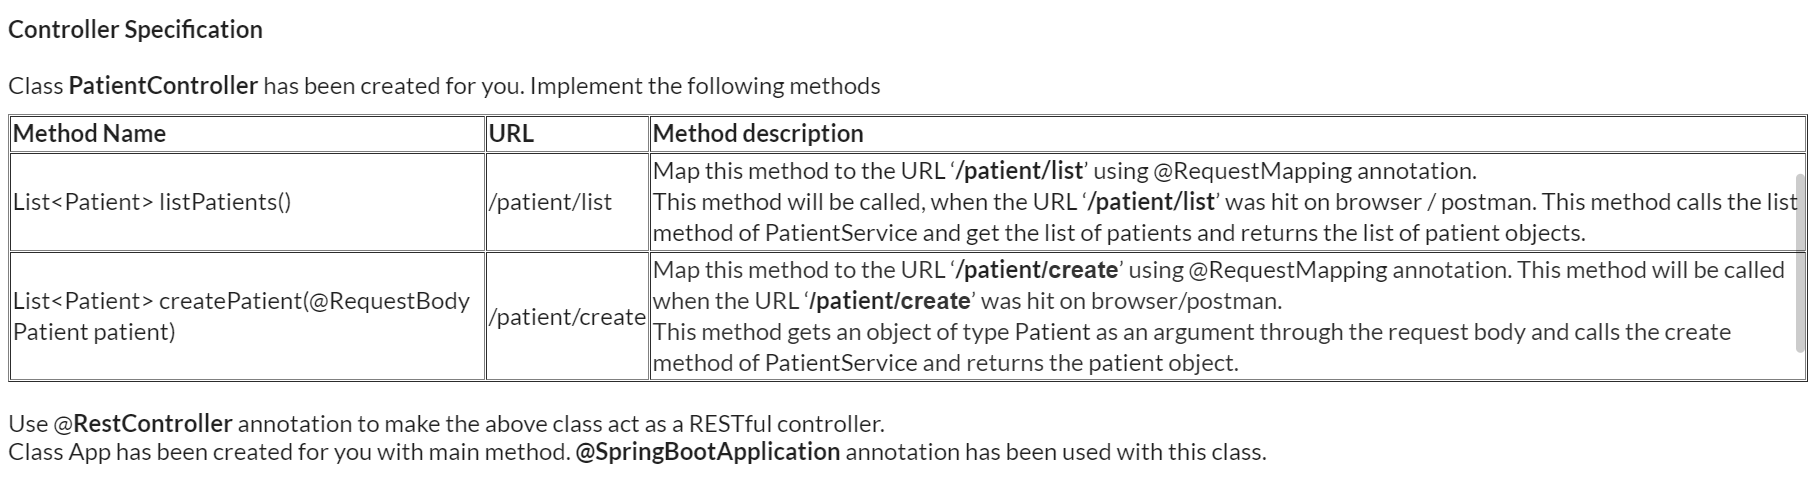 Controller Specification
Class PatientController has been created for you. Implement the following methods
Method Name URL Method description
List<Patient> listPatients() /patient/list Map this method to the URL ‘/patient/list’ using @RequestMapping annotation.
This method will be called, when the URL ‘/patient/list’ was hit on browser / postman. This method calls the list
method of PatientService and get the list of patients and returns the list of patient objects.
List<Patient> createPatient(@RequestBody
Patient patient)
/patient/create
Map this method to the URL ‘/patient/create’ using @RequestMapping annotation. This method will be called
when the URL ‘/patient/create’ was hit on browser/postman.
This method gets an object of type Patient as an argument through the request body and calls the create
method of PatientService and returns the patient object.
Use @RestController annotation to make the above class act as a RESTful controller.
Class App has been created for you with main method. @SpringBootApplication annotation has been used with this class.